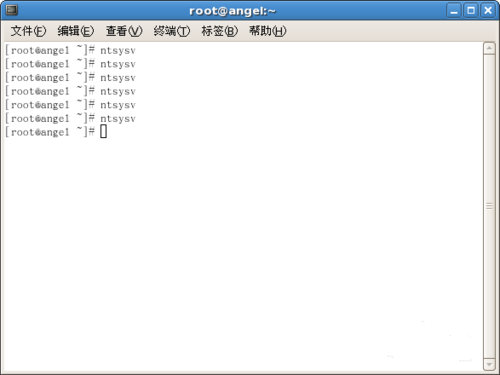 root@angel:~
文件(F) 编辑(E) 查看(V) 终端(T) 标签(B) 帮助(H)
[root@angel ~]# ntsysv
[root@angel ~]# ntsysv
[root@angel ~]# ntsysv
[root@angel ~]# ntsysv
[root@angel ~]# ntsysv
[root@angel ~]# ntsysv
[root@angel ~]#